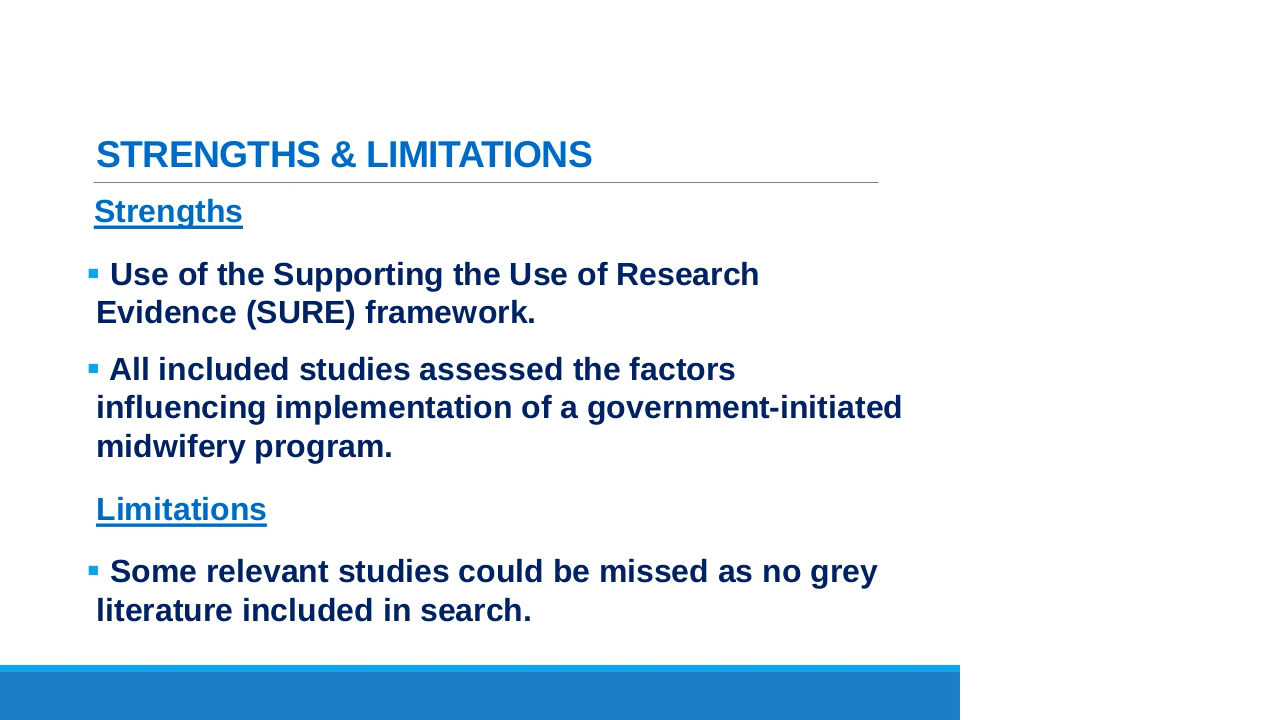 STRENGTHS & LIMITATIONS
Strengths
▪ Use of the Supporting the Use of Research
Evidence (SURE) framework.
▪ All included studies assessed the factors
influencing implementation of a government-initiated
midwifery program.
Limitations
▪ Some relevant studies could be missed as no grey
literature included in search.